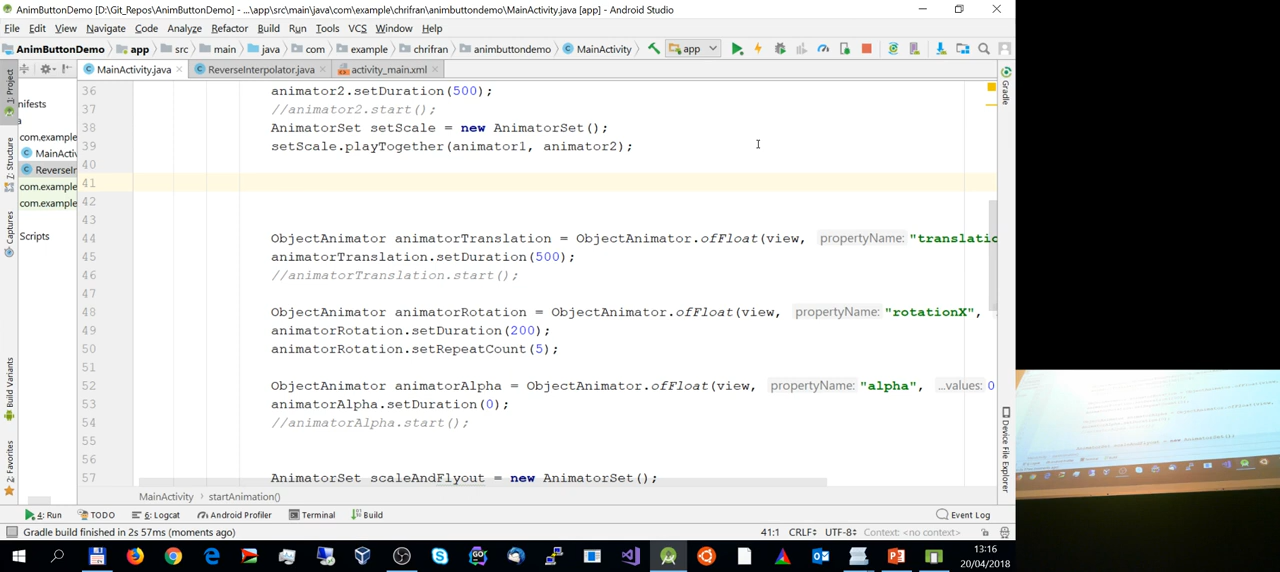 AnimButtonDemo [D:\Git_Repos\AnimButtonDemo] - ...\app\src\main\java\com\example\chrifran\animbuttondemo\MainActivity.java [app] - Android Studio
File Edit View Navigate Code Analyze Refactor Build Run Tools VCS Window Help
AnimButtonDemo app src main java com example chrifran animbuttondemo MainActivity app
MainActivity.java ReverseInterpolator.java activity_main.xml
1: Project
Z: Structure
Captures
Build Variants
2: Favorites
nifests
a
com.example
MainActiv
ReverseIn
com.example
com.example
Scripts
36 animator2.setDuration(500);
37 //animator2.start();
38 AnimatorSet setScale = new AnimatorSet();
39 setScale.playTogether(animator1, animator2);
40
41
42
43
44 ObjectAnimator animatorTranslation = ObjectAnimator.ofFloat(view, propertyName: "translatio
45 animatorTranslation.setDuration(500);
46 //animatorTranslation.start();
47
48 ObjectAnimator animatorRotation = ObjectAnimator.ofFloat(view, propertyName: "rotationX",
49 animatorRotation.setDuration(200);
50 animatorRotation.setRepeatCount(5);
51
52 ObjectAnimator animatorAlpha = ObjectAnimator.ofFloat(view, propertyName: "alpha", ...values: 0
53 animatorAlpha.setDuration(0);
54 //animatorAlpha.start();
55
56
57 AnimatorSet scaleAndFlyout = new AnimatorSet();
Gradle
Device File Explorer
MainActivity startAnimation()
4: Run TODO 6: Logcat Android Profiler Terminal Build Event Log
Gradle build finished in 2s 57ms (moments ago) 41:1 CRLF UTF-8 Context: <no context>
13:16
20/04/2018